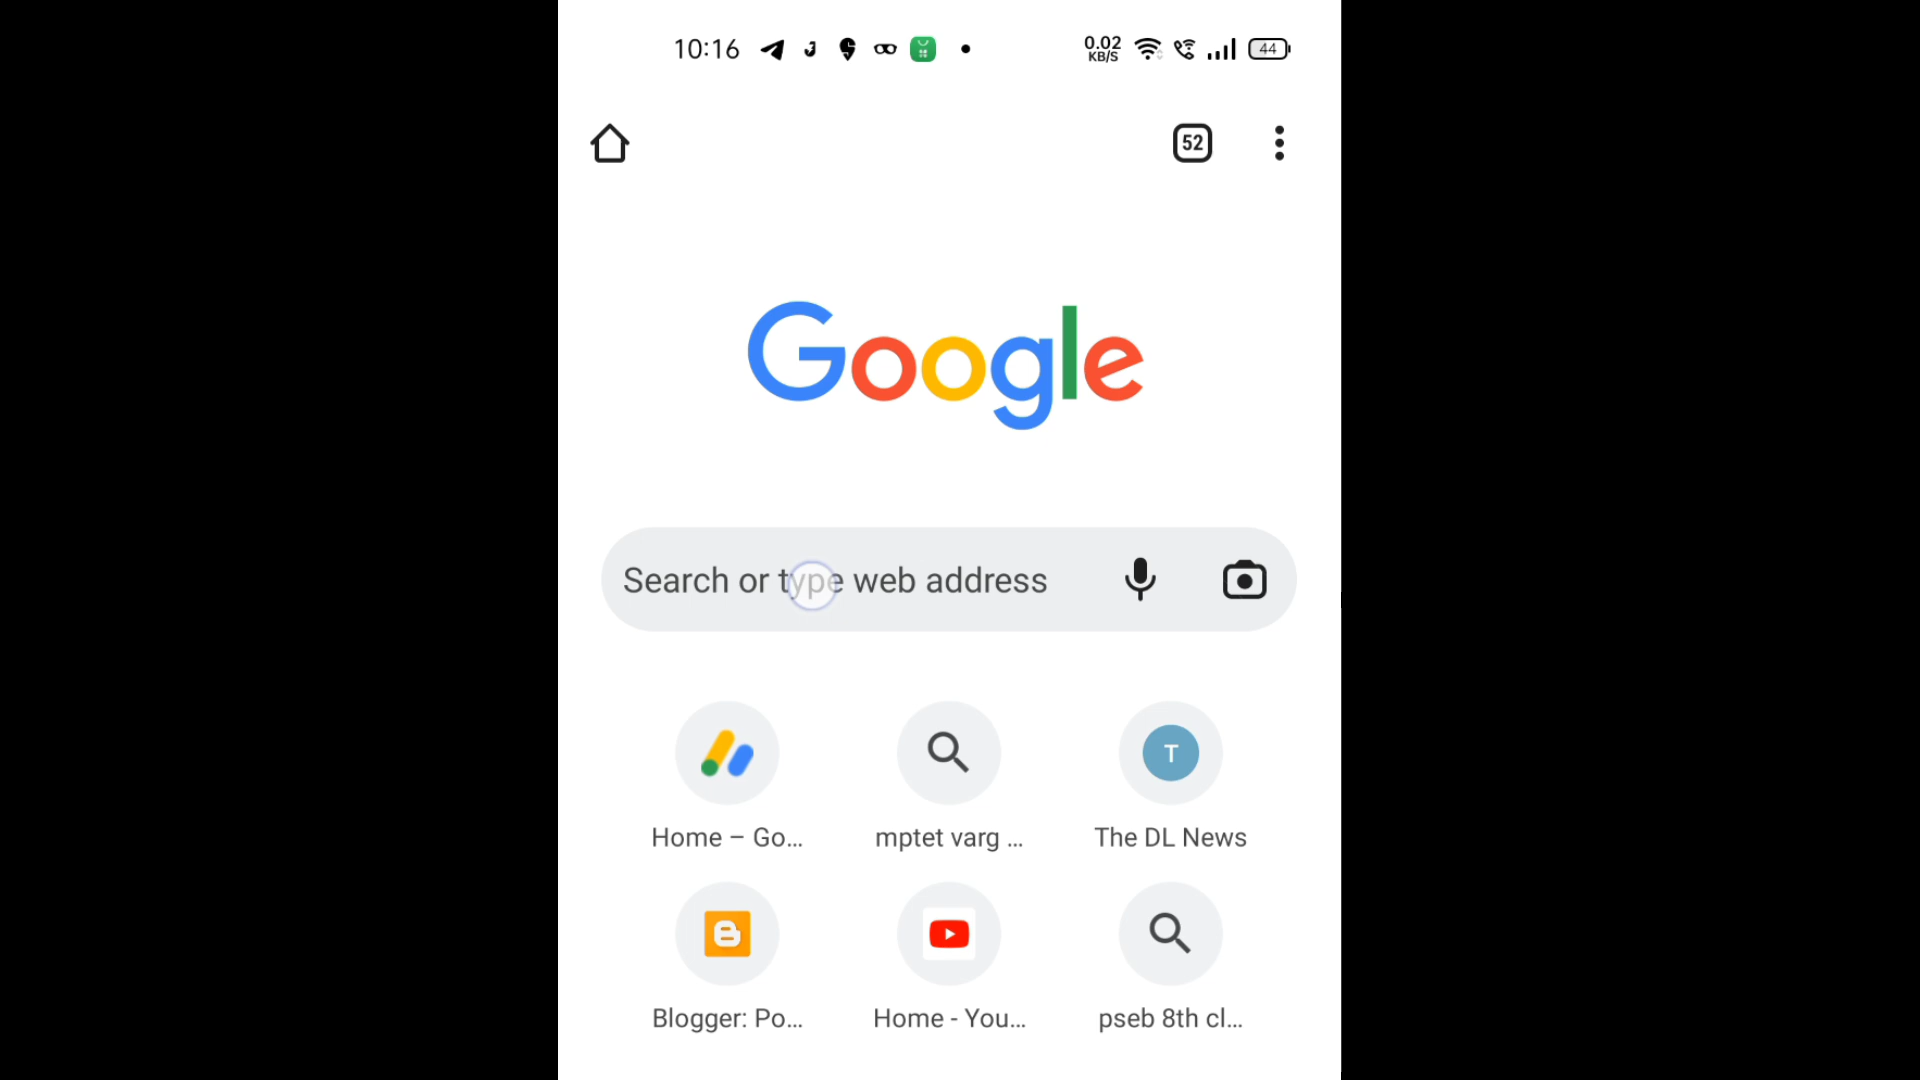 10:16 0.02 KB/S 44
52
Google
Search or type web address
T
Home – Go... mptet varg ... The DL News
Blogger: Po... Home - You... pseb 8th cl...